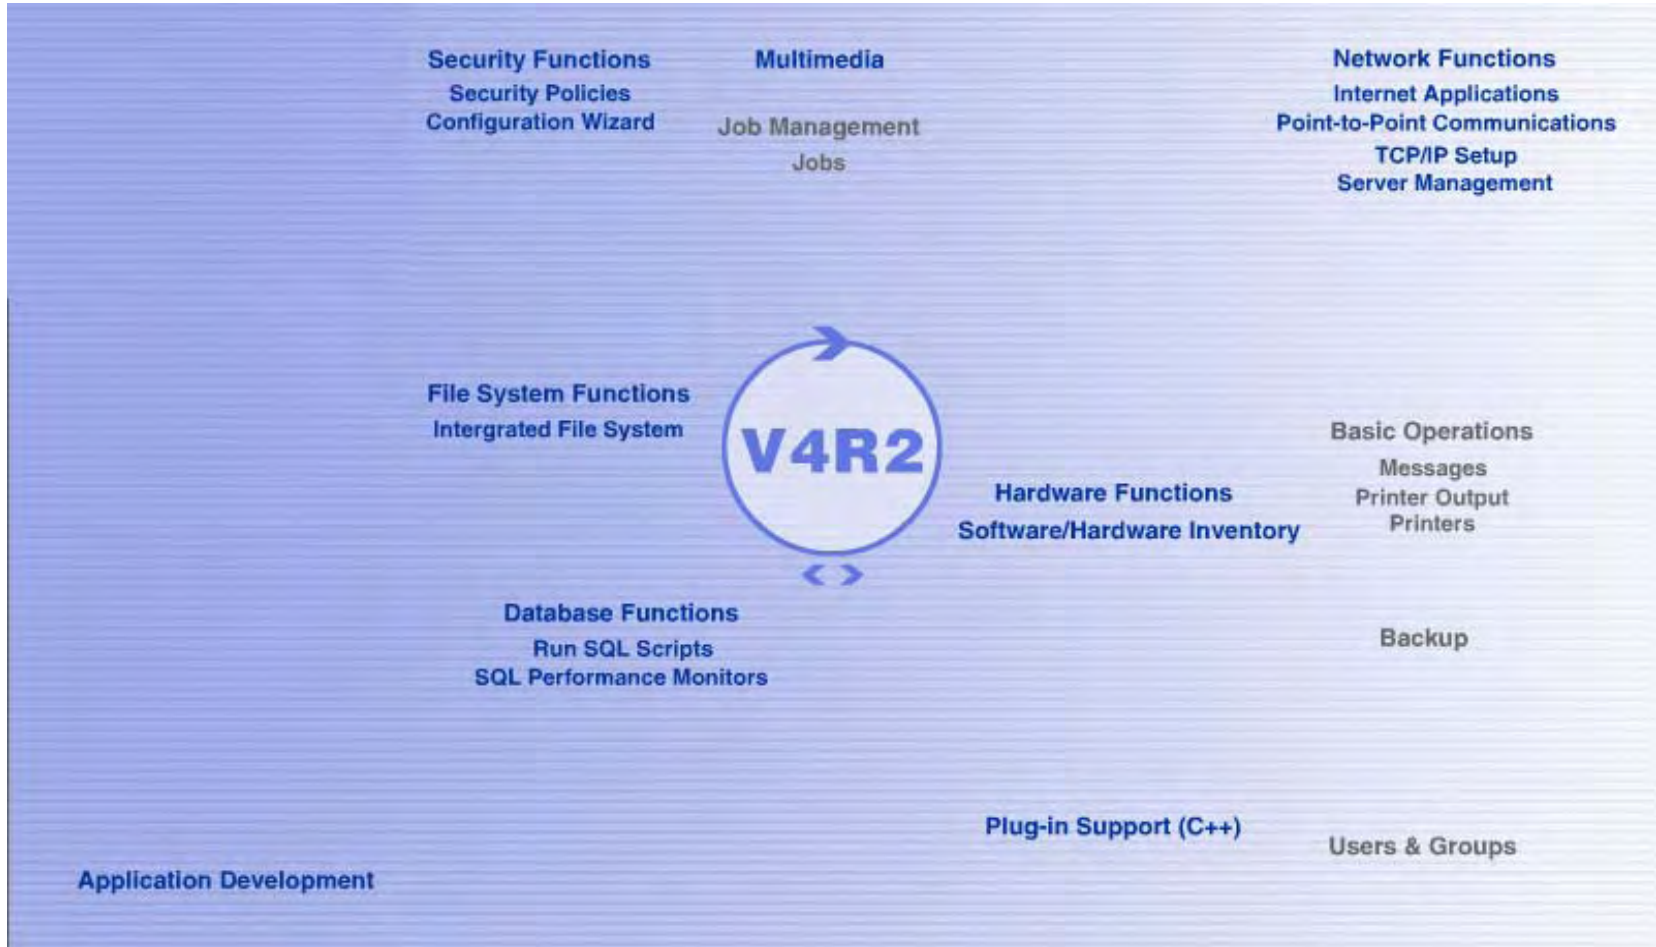 Security Functions
Security Policies
Configuration Wizard
Multimedia
Job Management
Jobs
Network Functions
Internet Applications
Point-to-Point Communications
TCP/IP Setup
Server Management
File System Functions
Intergrated File System
V4R2
Hardware Functions
Software/Hardware Inventory
Basic Operations
Messages
Printer Output
Printers
Database Functions
Run SQL Scripts
SQL Performance Monitors
Backup
Plug-in Support (C++)
Users & Groups
Application Development